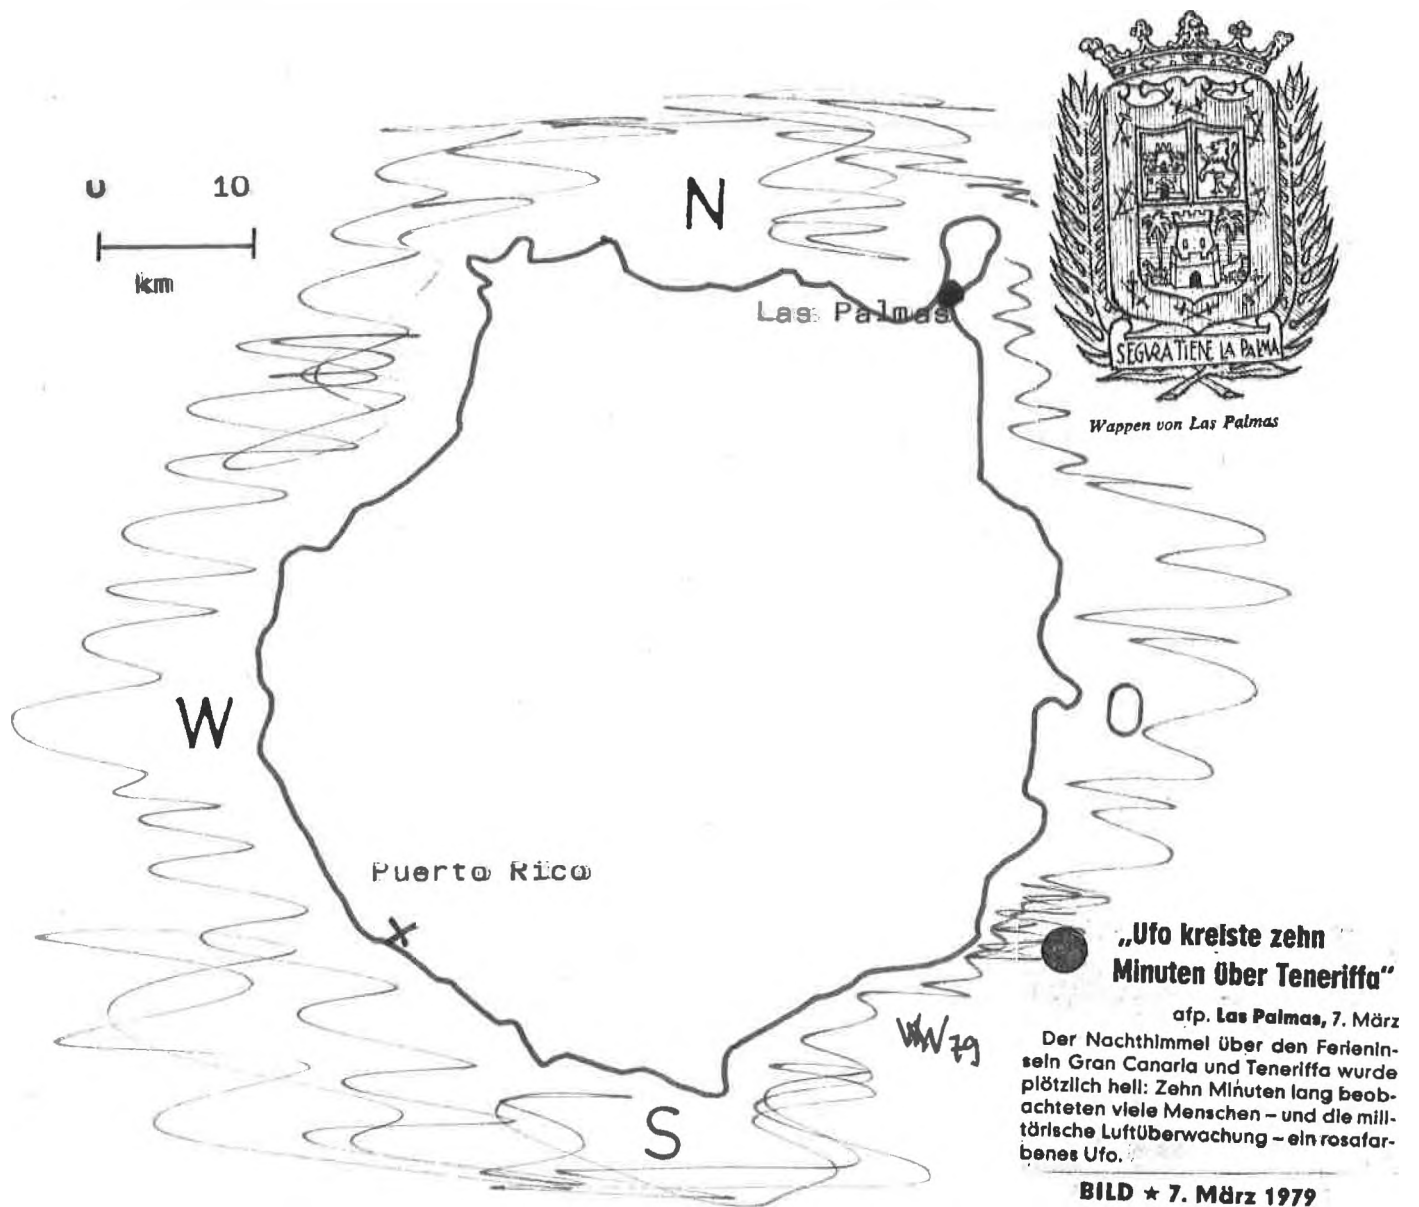 0 10
km
N
Las Palmas
SEGVRA TIENE LA PALMA
Wappen von Las Palmas
W
O
Puerto Rico
S
79
„Ufo kreiste zehn
Minuten über Teneriffa“
afp. Las Palmas, 7. März
Der Nachthimmel über den Ferienin-
seln Gran Canaria und Teneriffa wurde
plötzlich hell: Zehn Minuten lang beob-
achteten viele Menschen – und die mili-
tärische Luftüberwachung – ein rosafar-
benes Ufo.
BILD ★ 7. März 1979